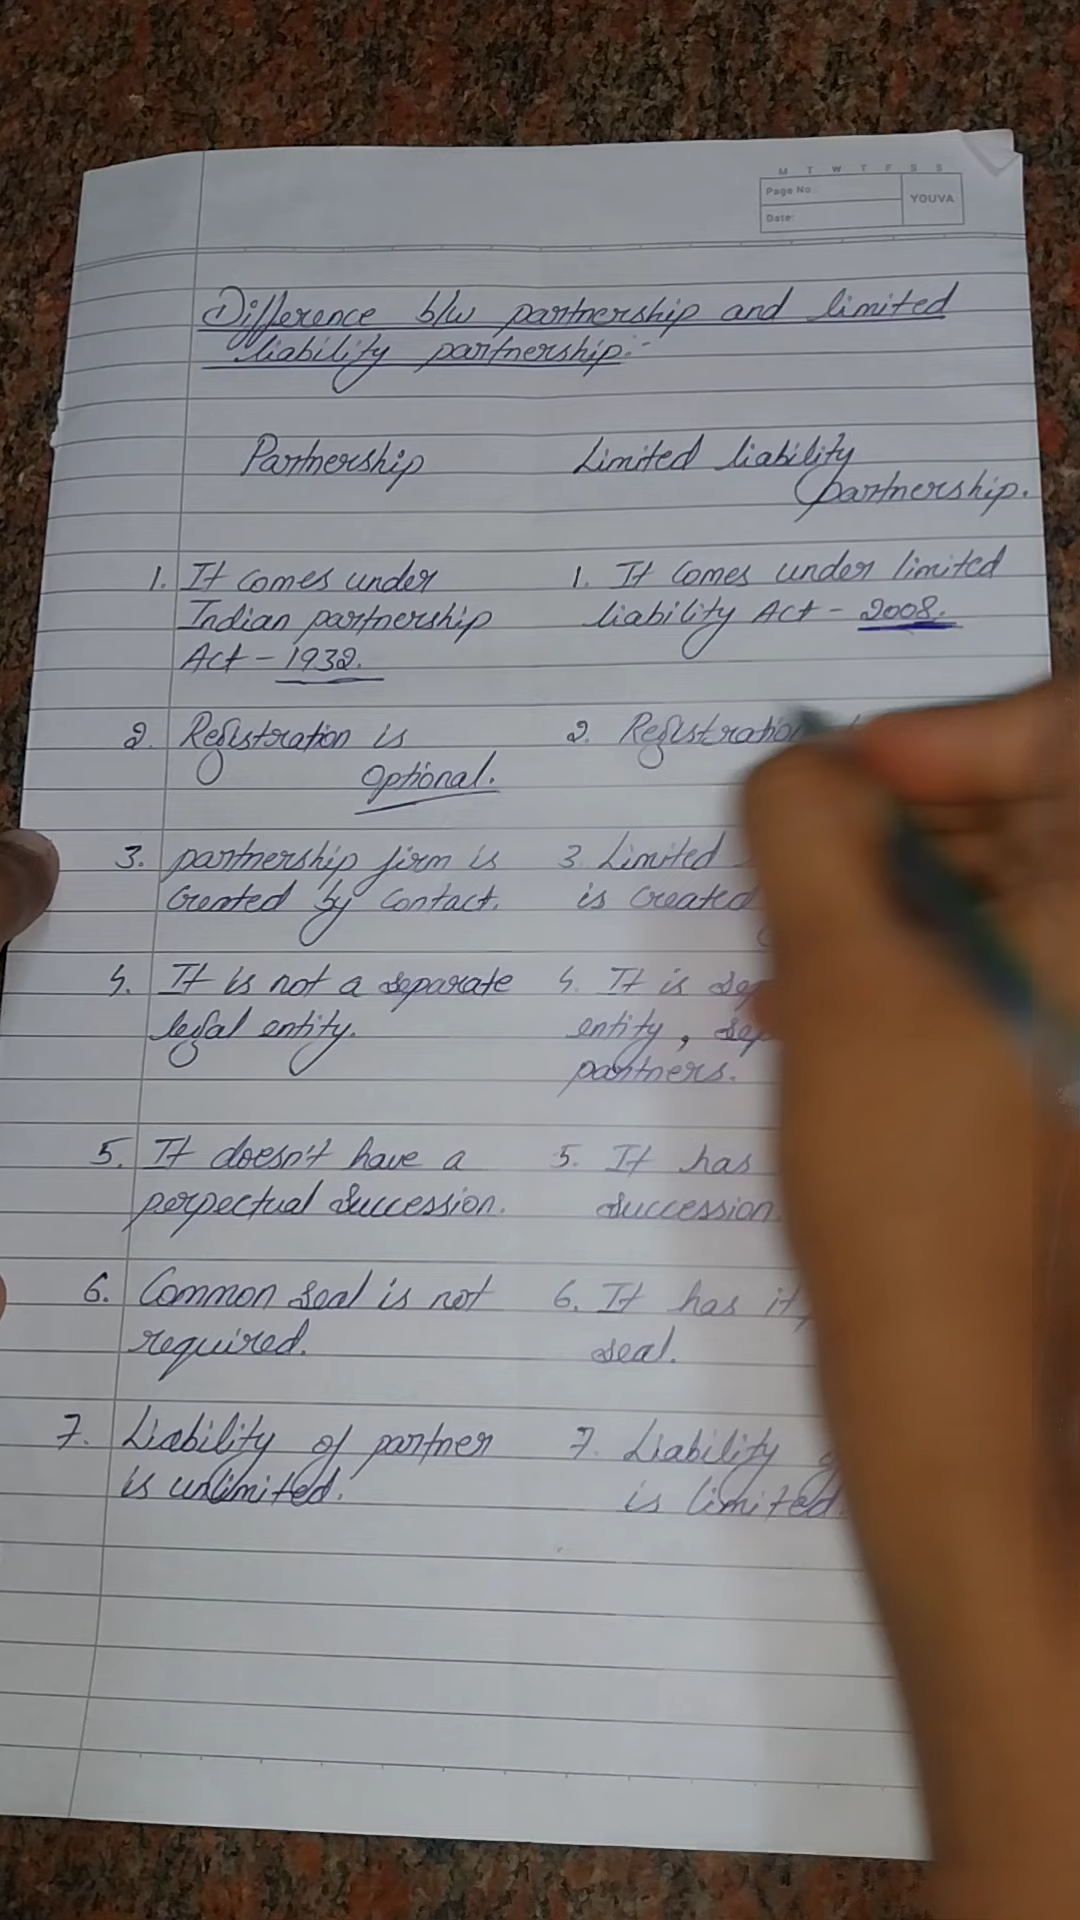 M T W T F S S
Page No.
YOUVA
Date:
Difference b/w partnership and limited
liability partnership:-
Partnership
Limited liability
partnership.
1. It comes under
Indian partnership
Act - 1932.
1. It comes under limited
liability Act - 2008.
2. Registration is
Optional.
2. Registration
3. partnership firm is
created by contact.
3. Limited
is created
4. It is not a separate
legal entity.
4. It is
entity,
partners.
5. It doesn't have a
perpectual succession.
5. It has
succession
6. Common seal is not
required.
6. It has it
seal.
7. Liability of partner
is unlimited.
7. Liability
is limited.